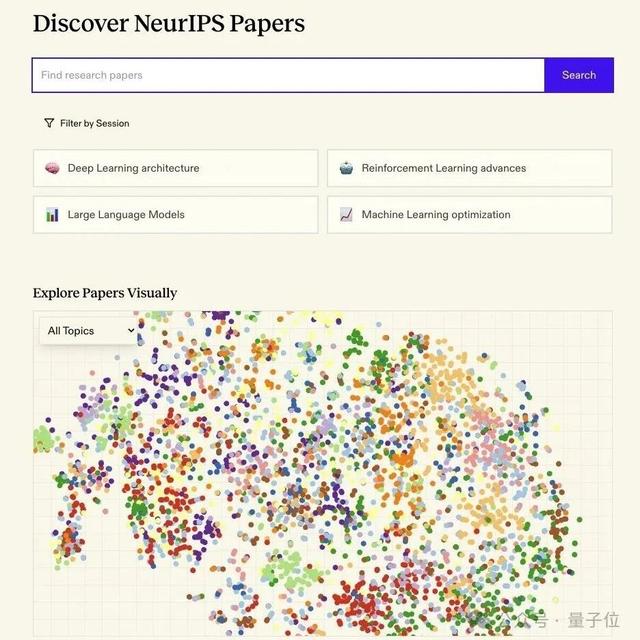 Discover NeurIPS Papers
Find research papers
Search
Filter by Session
Deep Learning architecture
Reinforcement Learning advances
Large Language Models
Machine Learning optimization
Explore Papers Visually
All Topics
众号 · 量子位